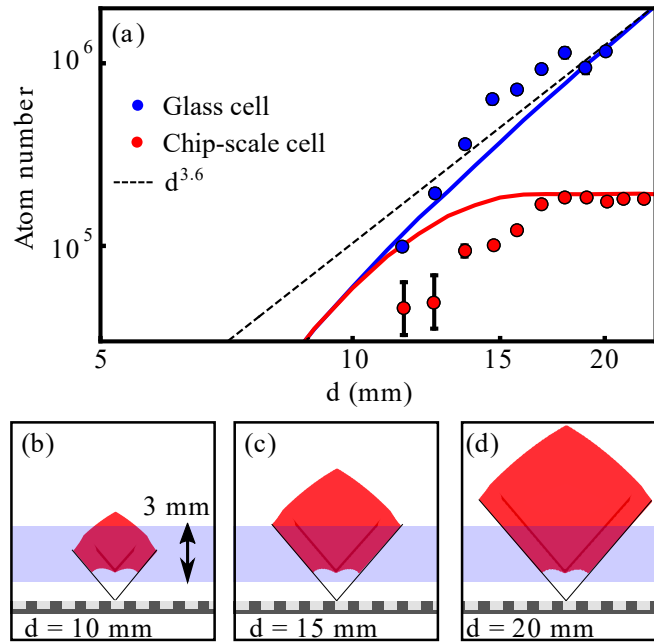 (a)
Atom number
10^6
10^5
Glass cell
Chip-scale cell
d^3.6
5
10
15
20
d (mm)
(b)
3 mm
d = 10 mm
(c)
d = 15 mm
(d)
d = 20 mm